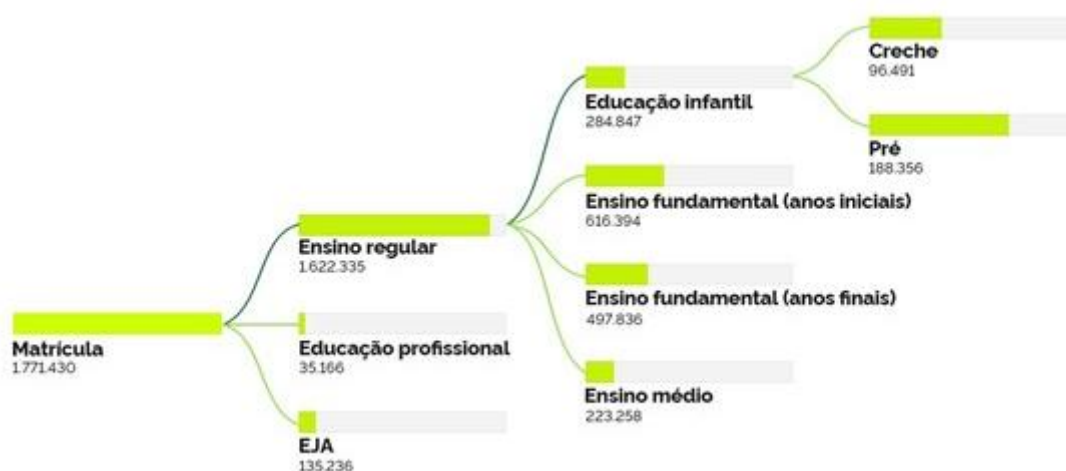 Creche
96.491
Educação infantil
284.847
Pré
188.356
Ensino fundamental (anos iniciais)
616.394
Ensino regular
1.622.335
Ensino fundamental (anos finais)
497.836
Matrícula
1.771.430
Educação profissional
35.166
Ensino médio
223.258
EJA
135.236